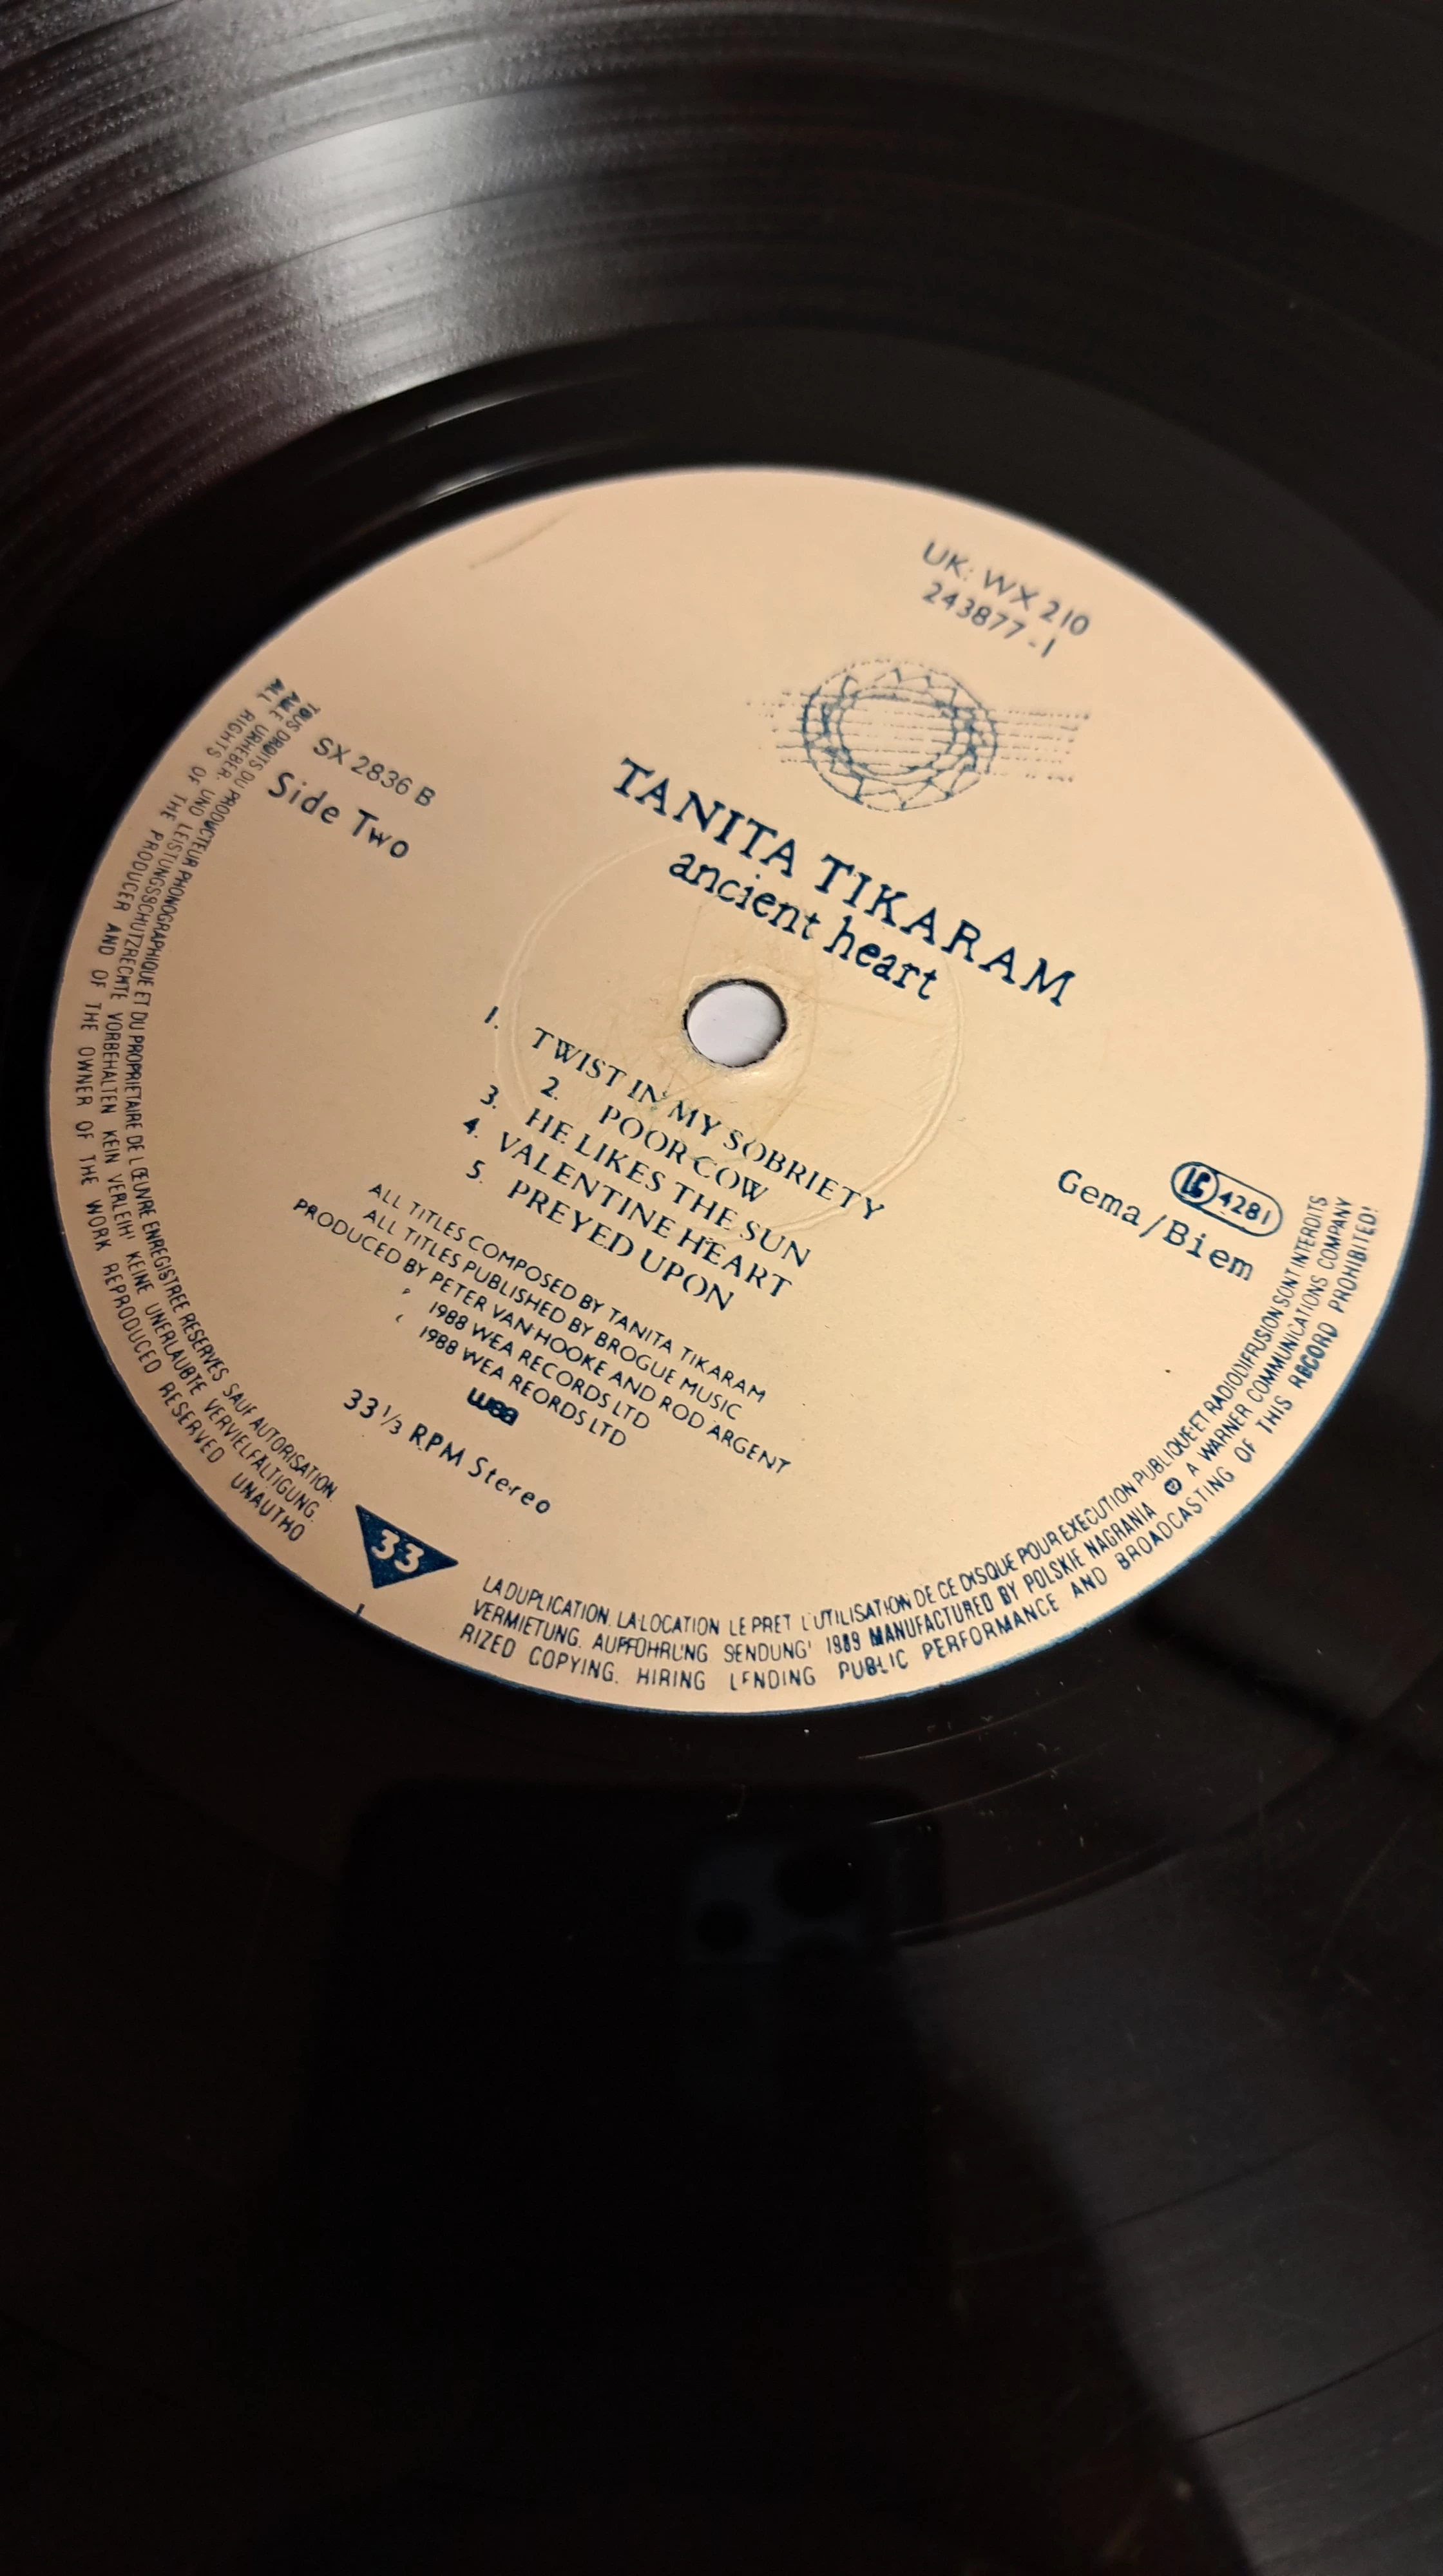 UK: WX 210
243877-1
SX 2836 B
Side Two
TANITA TIKARAM
ancient heart
1. TWIST IN MY SOBRIETY
2. POOR COW
3. HE LIKES THE SUN
4. VALENTINE HEART
5. PREYED UPON
LC 4281
Gema/Biem
ALL TITLES COMPOSED BY TANITA TIKARAM
ALL TITLES PUBLISHED BY BROGUE MUSIC
PRODUCED BY PETER VAN HOOKE AND ROD ARGENT
1988 WEA RECORDS LTD
1988 WEA REORDS LTD
wea
33 1/3 RPM Stereo
33
TOUS DROITS DU PRODUCTEUR PHONOGRAPHIQUE ET DU PROPRIETAIRE DE L ŒUVRE ENREGISTREE RESERVES SAUF AUTORISATION.
LA DUPLICATION. LA LOCATION LE PRET L'UTILISATION DE CE DISQUE POUR EXECUTION PUBLIQUE ET RADIODIFFUSION SONT INTERDITS
URHEBER. UND LEISTUNGSSCHUTZRECHTE VORBEHALTEN KEIN VERLEIH! KEINE UNERLAUBTE VERVIELFÄLTIGUNG.
VERMIETUNG. AUFFÜHRUNG SENDUNG! 1989 MANUFACTURED BY POLSKIE NAGRANIA A WARNER COMMUNICATIONS COMPANY
RIGHTS OF THE PRODUCER AND OF THE OWNER OF THE WORK REPRODUCED RESERVED UNAUTHO
RIZED COPYING. HIRING LENDING PUBLIC PERFORMANCE AND BROADCASTING OF THIS RECORD PROHIBITED!